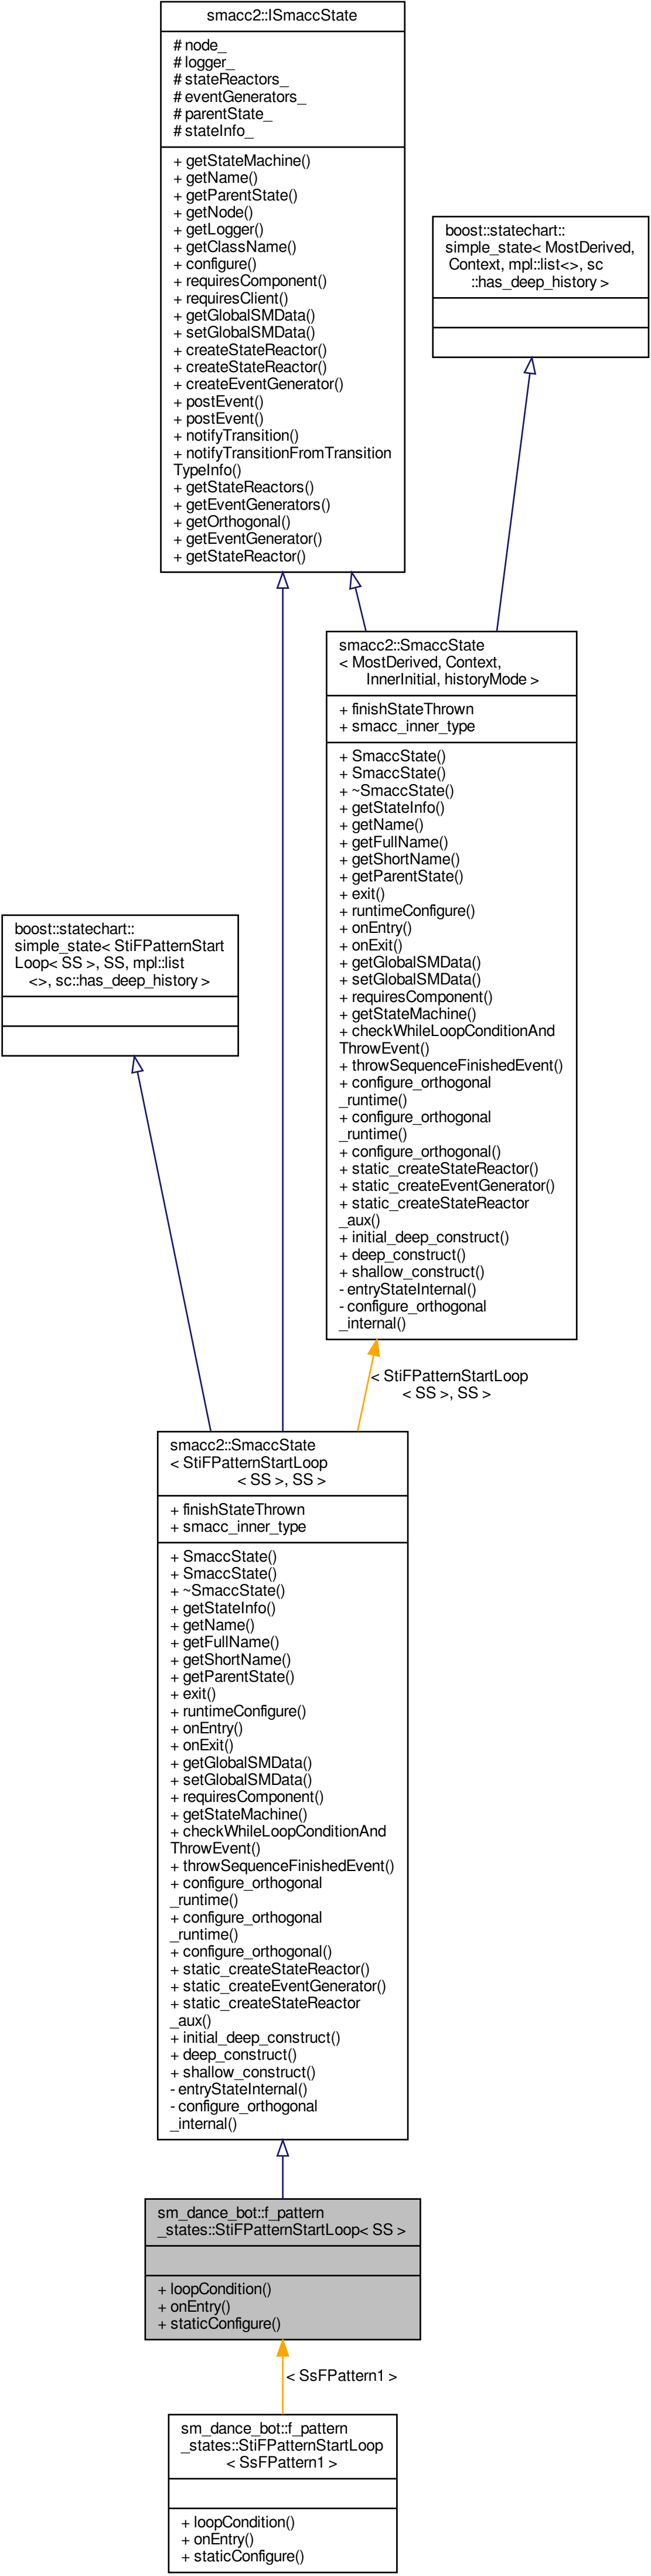 smacc2::ISmaccState
# node_
# logger_
# stateReactors_
# eventGenerators_
# parentState_
# stateInfo_
+ getStateMachine()
+ getName()
+ getParentState()
+ getNode()
+ getLogger()
+ getClassName()
+ configure()
+ requiresComponent()
+ requiresClient()
+ getGlobalSMData()
+ setGlobalSMData()
+ createStateReactor()
+ createStateReactor()
+ createEventGenerator()
+ postEvent()
+ postEvent()
+ notifyTransition()
+ notifyTransitionFromTransition
TypeInfo()
+ getStateReactors()
+ getEventGenerators()
+ getOrthogonal()
+ getEventGenerator()
+ getStateReactor()
boost::statechart::
simple_state< MostDerived,
Context, mpl::list<>, sc
::has_deep_history >
smacc2::SmaccState
< MostDerived, Context,
InnerInitial, historyMode >
+ finishStateThrown
+ smacc_inner_type
+ SmaccState()
+ SmaccState()
+ ~SmaccState()
+ getStateInfo()
+ getName()
+ getFullName()
+ getShortName()
+ getParentState()
+ exit()
+ runtimeConfigure()
+ onEntry()
+ onExit()
+ getGlobalSMData()
+ setGlobalSMData()
+ requiresComponent()
+ getStateMachine()
+ checkWhileLoopConditionAnd
ThrowEvent()
+ throwSequenceFinishedEvent()
+ configure_orthogonal
_runtime()
+ configure_orthogonal
_runtime()
+ configure_orthogonal()
+ static_createStateReactor()
+ static_createEventGenerator()
+ static_createStateReactor
_aux()
+ initial_deep_construct()
+ deep_construct()
+ shallow_construct()
- entryStateInternal()
- configure_orthogonal
_internal()
boost::statechart::
simple_state< StiFPatternStart
Loop< SS >, SS, mpl::list
<>, sc::has_deep_history >
< StiFPatternStartLoop
< SS >, SS >
smacc2::SmaccState
< StiFPatternStartLoop
< SS >, SS >
+ finishStateThrown
+ smacc_inner_type
+ SmaccState()
+ SmaccState()
+ ~SmaccState()
+ getStateInfo()
+ getName()
+ getFullName()
+ getShortName()
+ getParentState()
+ exit()
+ runtimeConfigure()
+ onEntry()
+ onExit()
+ getGlobalSMData()
+ setGlobalSMData()
+ requiresComponent()
+ getStateMachine()
+ checkWhileLoopConditionAnd
ThrowEvent()
+ throwSequenceFinishedEvent()
+ configure_orthogonal
_runtime()
+ configure_orthogonal
_runtime()
+ configure_orthogonal()
+ static_createStateReactor()
+ static_createEventGenerator()
+ static_createStateReactor
_aux()
+ initial_deep_construct()
+ deep_construct()
+ shallow_construct()
- entryStateInternal()
- configure_orthogonal
_internal()
sm_dance_bot::f_pattern
_states::StiFPatternStartLoop< SS >
+ loopCondition()
+ onEntry()
+ staticConfigure()
< SsFPattern1 >
sm_dance_bot::f_pattern
_states::StiFPatternStartLoop
< SsFPattern1 >
+ loopCondition()
+ onEntry()
+ staticConfigure()